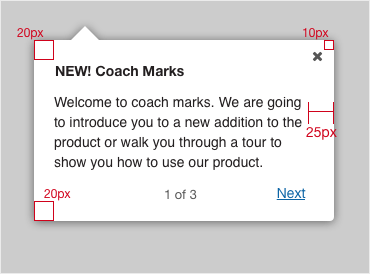 20px
10px
NEW! Coach Marks
Welcome to coach marks. We are going
to introduce you to a new addition to the
product or walk you through a tour to
show you how to use our product.
25px
20px
1 of 3
Next